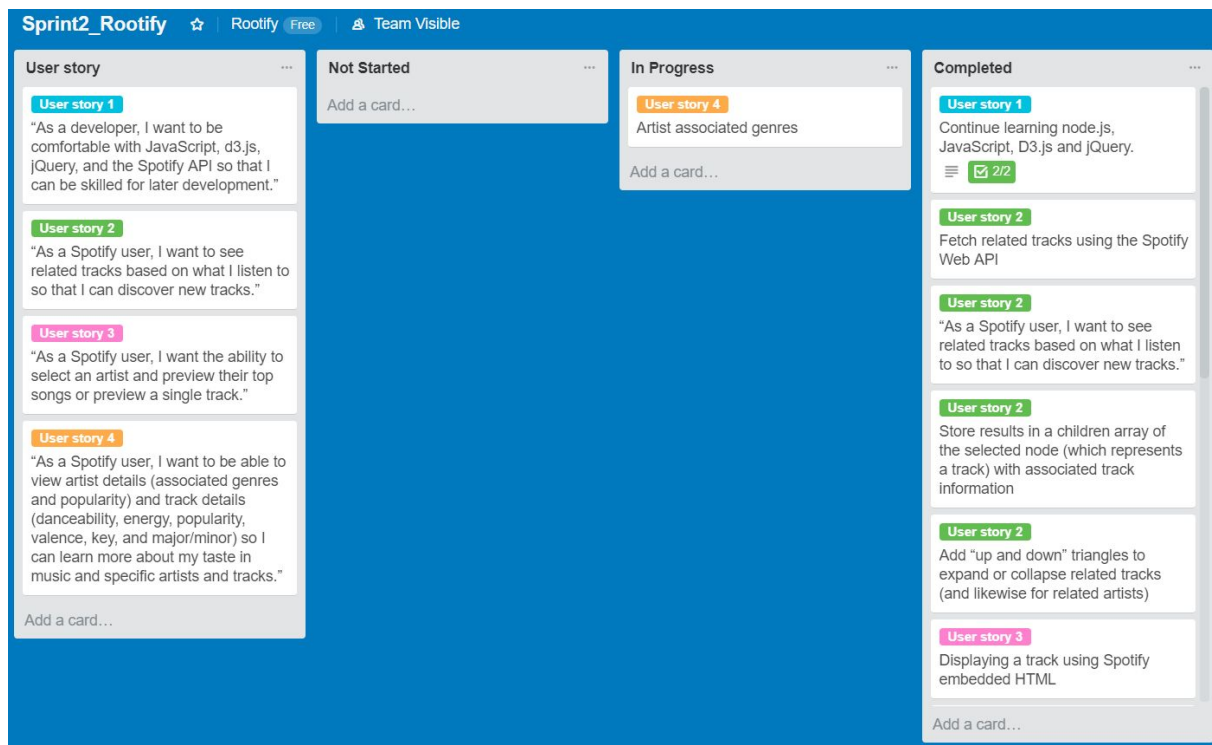 Sprint2_Rootify Rootify Free Team Visible
User story
User story 1
“As a developer, I want to be
comfortable with JavaScript, d3.js,
jQuery, and the Spotify API so that I
can be skilled for later development.”
User story 2
“As a Spotify user, I want to see
related tracks based on what I listen to
so that I can discover new tracks.”
User story 3
“As a Spotify user, I want the ability to
select an artist and preview their top
songs or preview a single track.”
User story 4
“As a Spotify user, I want to be able to
view artist details (associated genres
and popularity) and track details
(danceability, energy, popularity,
valence, key, and major/minor) so I
can learn more about my taste in
music and specific artists and tracks.”
Add a card…
Not Started
Add a card…
In Progress
User story 4
Artist associated genres
Add a card…
Completed
User story 1
Continue learning node.js,
JavaScript, D3.js and jQuery.
2/2
User story 2
Fetch related tracks using the Spotify
Web API
User story 2
“As a Spotify user, I want to see
related tracks based on what I listen
to so that I can discover new tracks.”
User story 2
Store results in a children array of
the selected node (which represents
a track) with associated track
information
User story 2
Add “up and down” triangles to
expand or collapse related tracks
(and likewise for related artists)
User story 3
Displaying a track using Spotify
embedded HTML
Add a card…